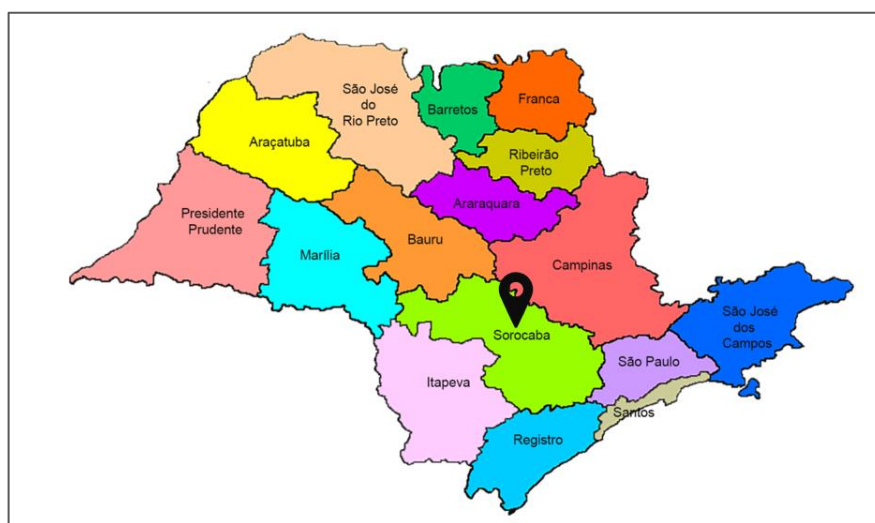 São José
do
Rio Preto
Barretos
Franca
Araçatuba
Ribeirão
Preto
Araraquara
Presidente
Prudente
Marília
Bauru
Campinas
São José
dos
Campos
Sorocaba
São Paulo
Itapeva
Santos
Registro